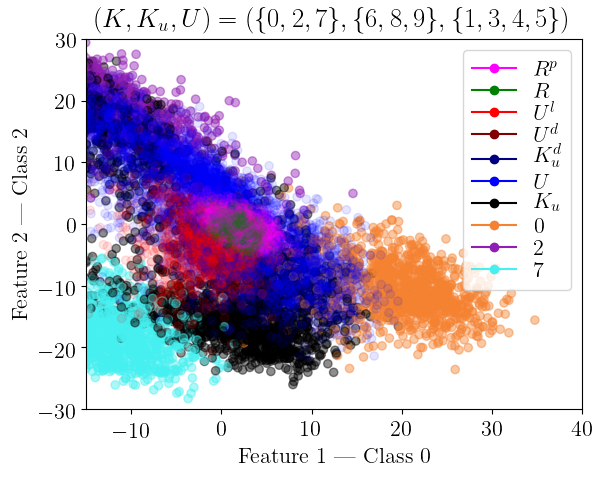 (K, K_u, U) = ({0, 2, 7}, {6, 8, 9}, {1, 3, 4, 5})
30
20
10
0
−10
−20
−30
Feature 2 — Class 2
R^p
R
U^l
U^d
K_u^d
U
K_u
0
2
7
−10
0
10
20
30
40
Feature 1 — Class 0